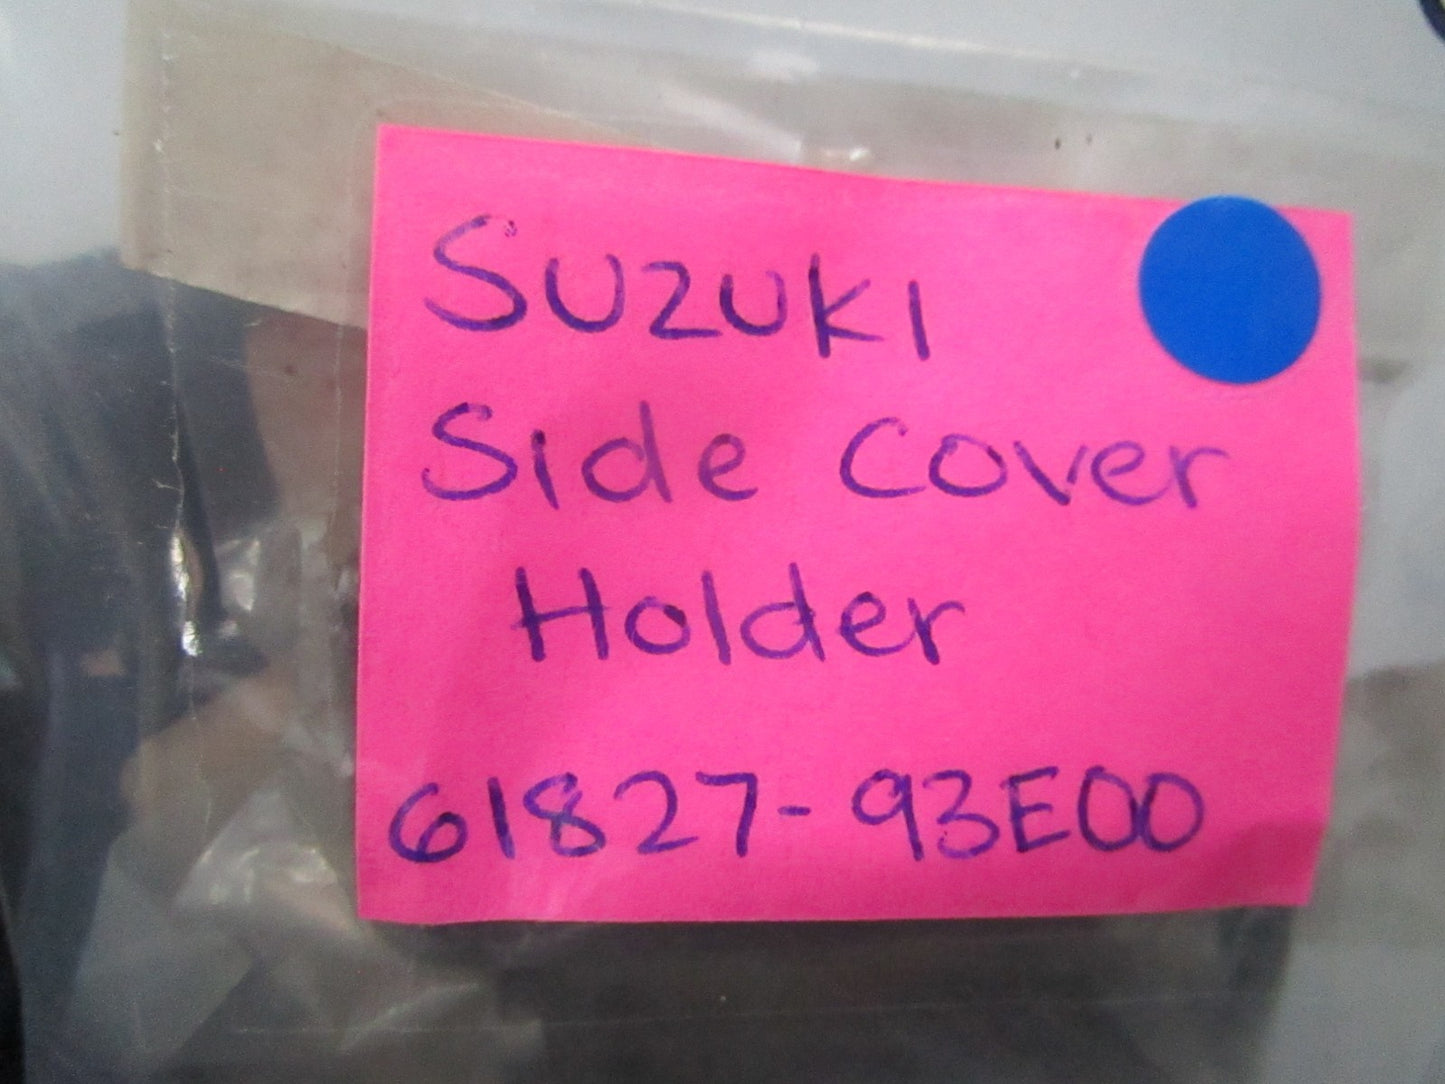 Suzuki
Side Cover
Holder
61827-93E00